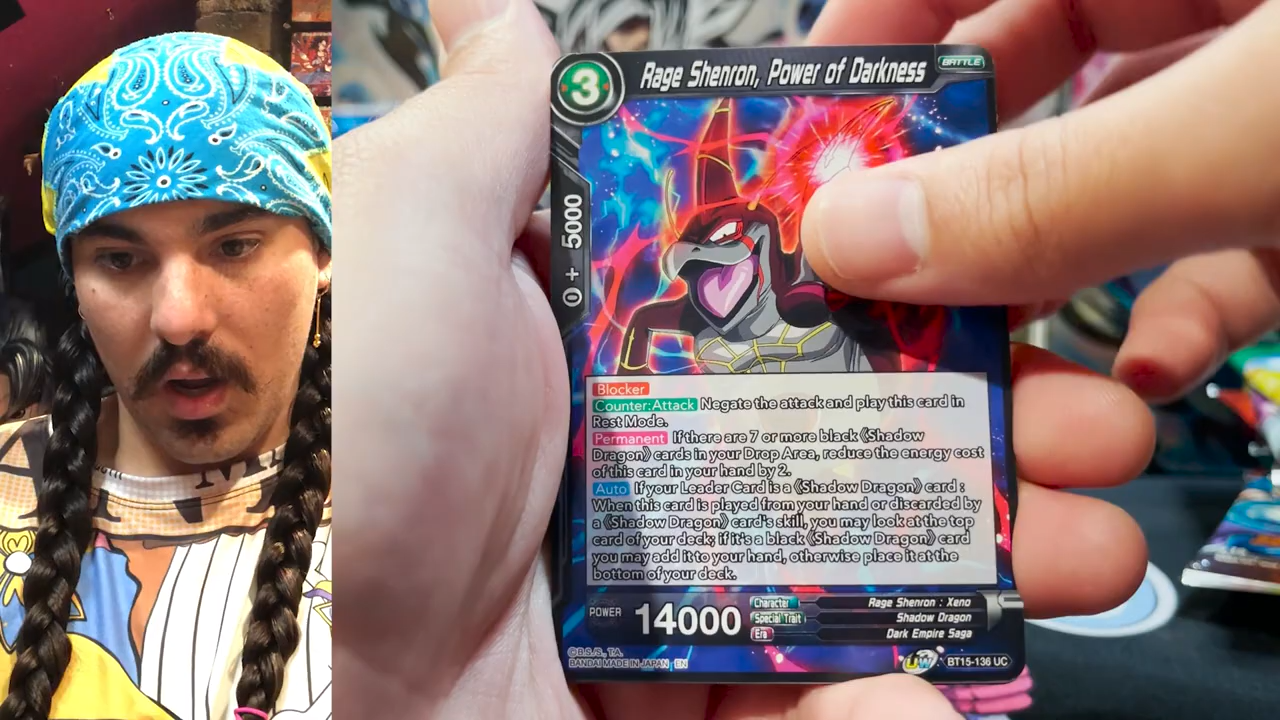 3
Rage Shenron, Power of Darkness
BATTLE
0 + 5000
Blocker
Counter:Attack Negate the attack and play this card in
Rest Mode.
Permanent If there are 7 or more black 《Shadow
Dragon》 cards in your Drop Area, reduce the energy cost
of this card in your hand by 2.
Auto If your Leader Card is a 《Shadow Dragon》 card :
When this card is played from your hand or discarded by
a 《Shadow Dragon》 card's skill, you may look at the top
card of your deck; if it's a black 《Shadow Dragon》 card
you may add it to your hand, otherwise place it at the
bottom of your deck.
POWER 14000
Character Rage Shenron : Xeno
Special Trait Shadow Dragon
Era Dark Empire Saga
©B.S./S., T.A.
BANDAI MADE IN JAPAN EN
UW BT15-136 UC